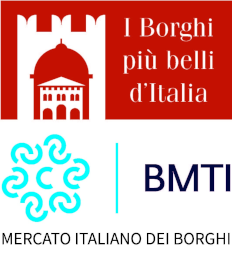 I Borghi
più belli
d'Italia
BMTI
MERCATO ITALIANO DEI BORGHI